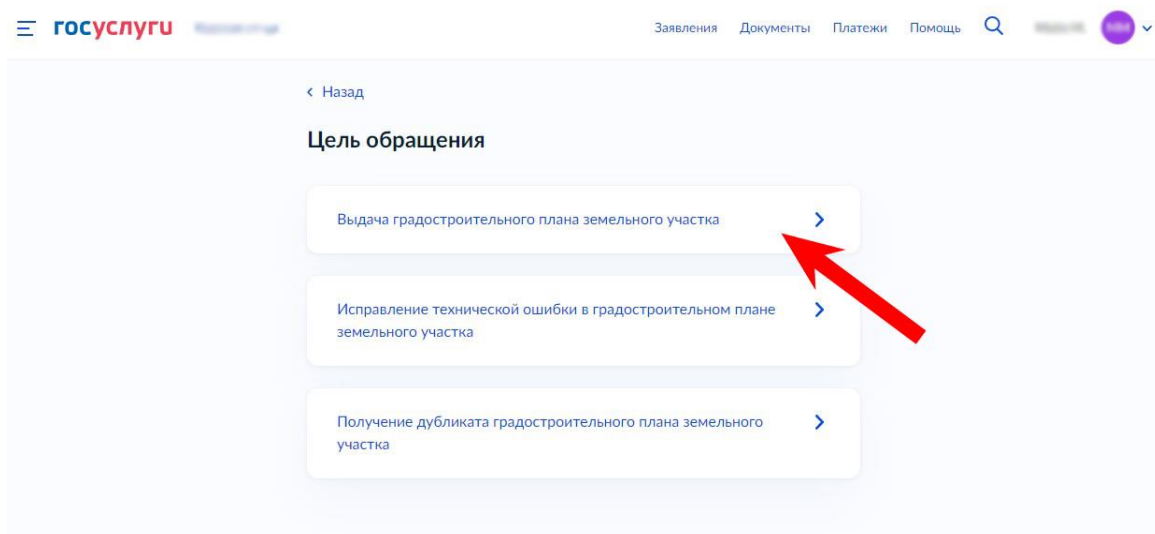 госуслуги
Заявления Документы Платежи Помощь
Назад
Цель обращения
Выдача градостроительного плана земельного участка
Исправление технической ошибки в градостроительном плане
земельного участка
Получение дубликата градостроительного плана земельного
участка